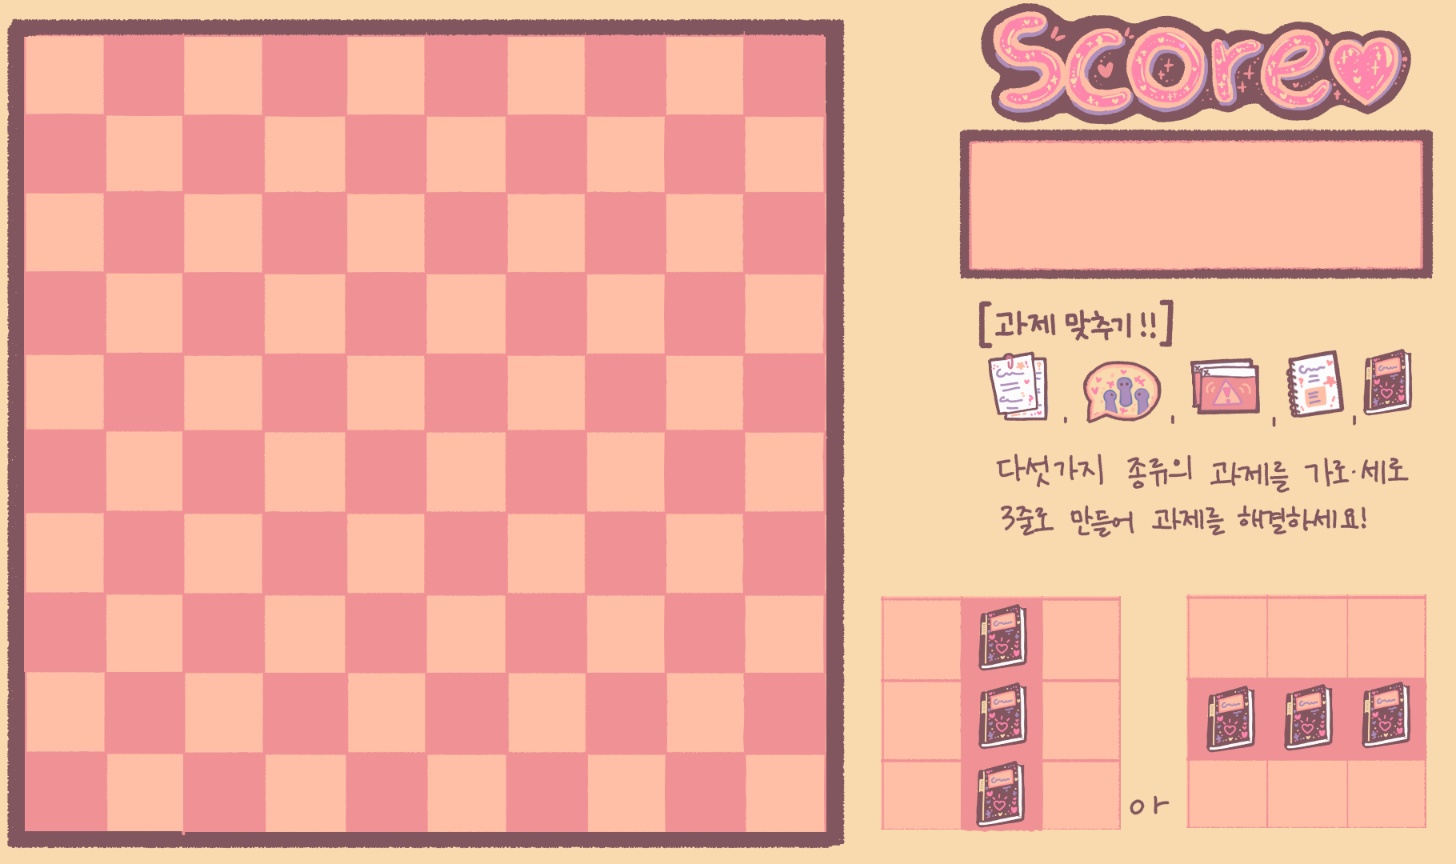 Score
[과제 맞추기!!]
다섯가지 종류의 과제를 가로·세로
3줄로 만들어 과제를 해결하세요!
or